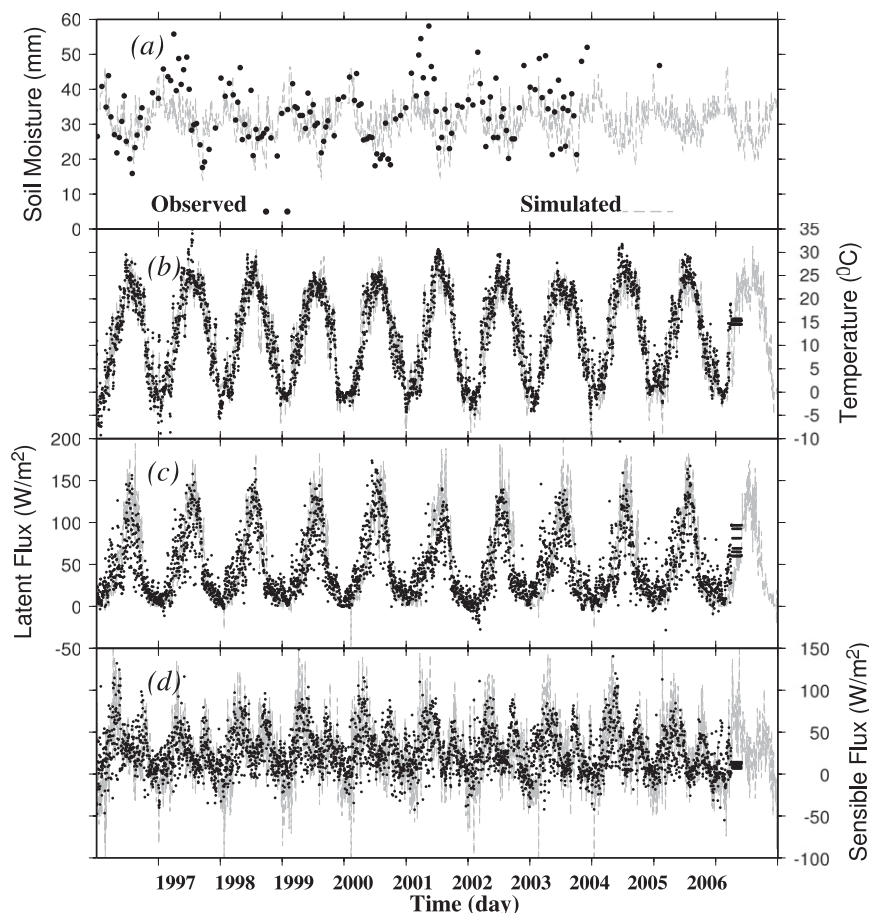 60
50
40
30
20
10
0
Soil Moisture (mm)
(a)
Observed
Simulated
35
30
25
20
15
10
5
0
-5
-10
Temperature (⁰C)
(b)
200
150
100
50
0
-50
Latent Flux (W/m²)
(c)
150
100
50
0
-50
-100
Sensible Flux (W/m²)
(d)
1997 1998 1999 2000 2001 2002 2003 2004 2005 2006
Time (day)